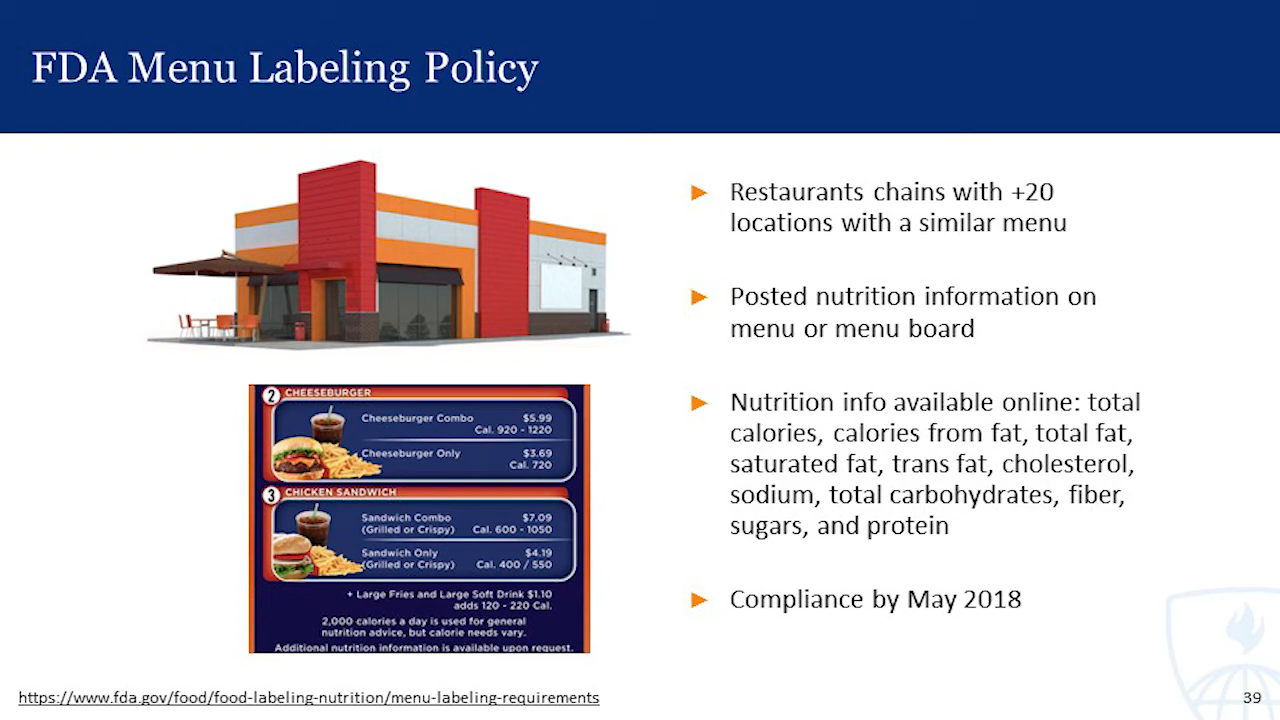 FDA Menu Labeling Policy
► Restaurants chains with +20
locations with a similar menu
► Posted nutrition information on
menu or menu board
► Nutrition info available online: total
calories, calories from fat, total fat,
saturated fat, trans fat, cholesterol,
sodium, total carbohydrates, fiber,
sugars, and protein
► Compliance by May 2018
2 CHEESEBURGER
Cheeseburger Combo $5.99
Cal. 920 - 1220
Cheeseburger Only $3.69
Cal. 720
3 CHICKEN SANDWICH
Sandwich Combo $7.09
(Grilled or Crispy) Cal. 600 - 1050
Sandwich Only $4.19
(Grilled or Crispy) Cal. 400 / 550
+ Large Fries and Large Soft Drink $1.10
adds 120 - 220 Cal.
2,000 calories a day is used for general
nutrition advice, but calorie needs vary.
Additional nutrition information is available upon request.
https://www.fda.gov/food/food-labeling-nutrition/menu-labeling-requirements
39